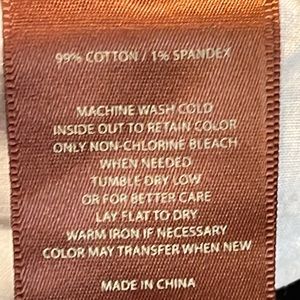 99% COTTON / 1% SPANDEX
MACHINE WASH COLD
INSIDE OUT TO RETAIN COLOR
ONLY NON-CHLORINE BLEACH
WHEN NEEDED
TUMBLE DRY LOW
OR FOR BETTER CARE
LAY FLAT TO DRY
WARM IRON IF NECESSARY
COLOR MAY TRANSFER WHEN NEW
MADE IN CHINA